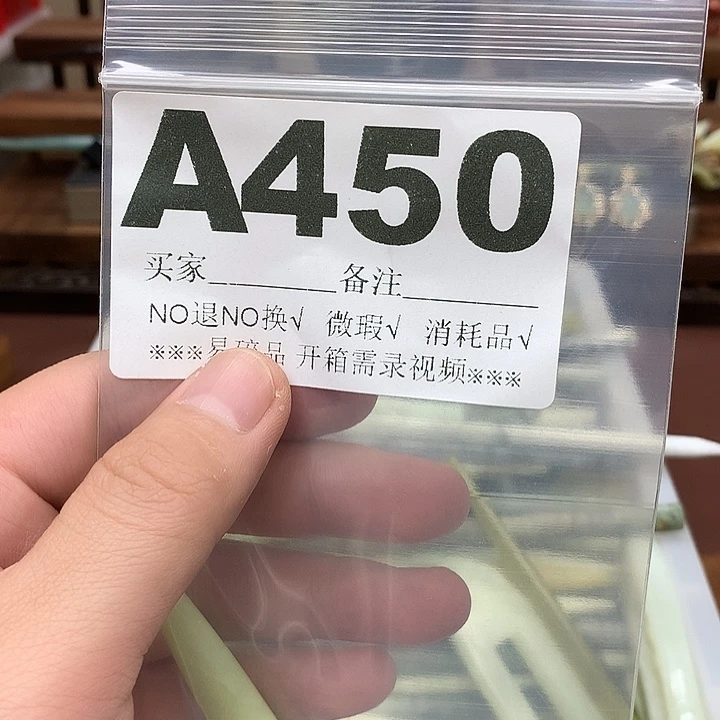 A450
买家________备注________
NO退NO换√ 微瑕√ 消耗品√
※※※易碎品 开箱需录视频※※※